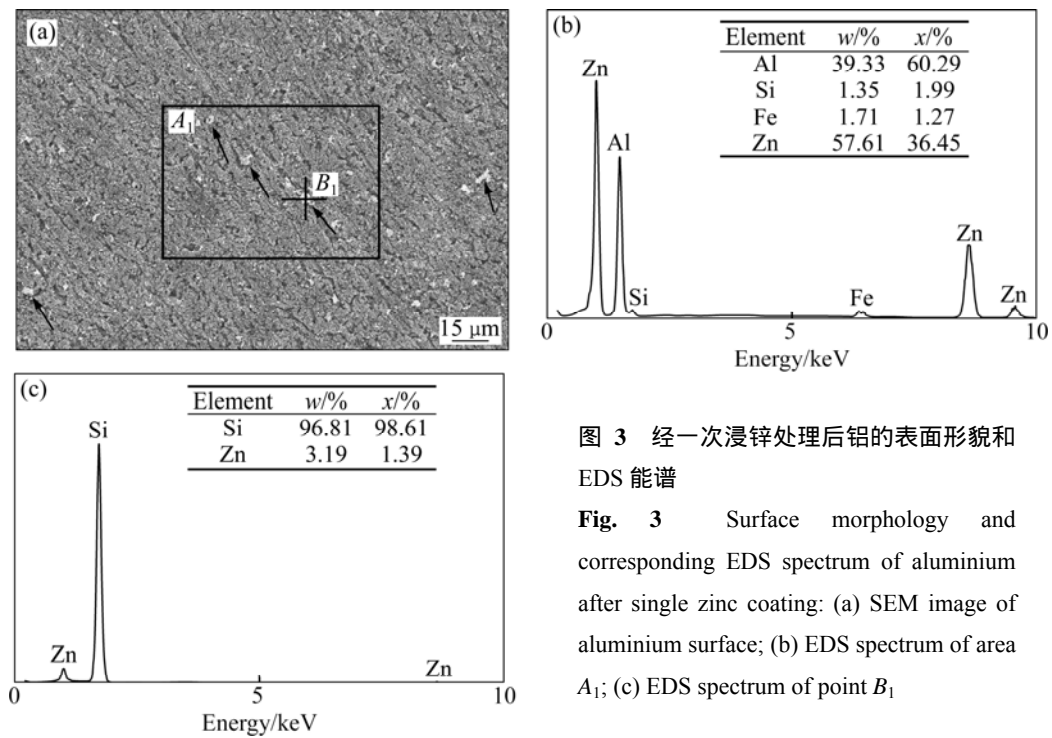 (a)
A1
B1
15 μm
(b)
Element w/% x/%
Al 39.33 60.29
Si 1.35 1.99
Fe 1.71 1.27
Zn 57.61 36.45
Zn
Al
Si
Fe
Zn
Zn
0 5 10
Energy/keV
(c)
Element w/% x/%
Si 96.81 98.61
Zn 3.19 1.39
Si
Zn
Zn
0 5 10
Energy/keV
图 3 经一次浸锌处理后铝的表面形貌和
EDS 能谱
Fig. 3 Surface morphology and
corresponding EDS spectrum of aluminium
after single zinc coating: (a) SEM image of
aluminium surface; (b) EDS spectrum of area
A1; (c) EDS spectrum of point B1